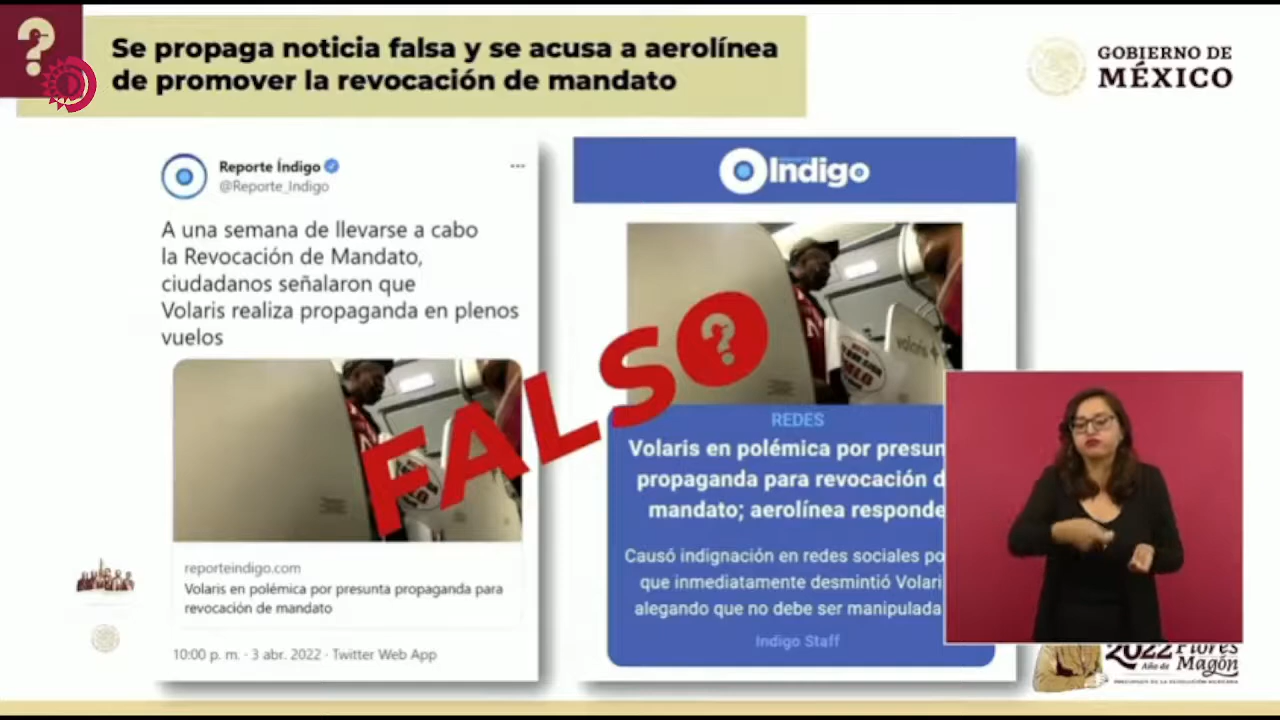 Se propaga noticia falsa y se acusa a aerolínea
de promover la revocación de mandato
GOBIERNO DE
MÉXICO
Reporte Índigo
@Reporte_Indigo
A una semana de llevarse a cabo
la Revocación de Mandato,
ciudadanos señalaron que
Volaris realiza propaganda en plenos
vuelos
reporteindigo.com
Volaris en polémica por presunta propaganda para
revocación de mandato
10:00 p. m. · 3 abr. 2022 · Twitter Web App
FALSO
Indigo
volaris
REDES
Volaris en polémica por presun
propaganda para revocación d
mandato; aerolínea responde
Causó indignación en redes sociales po
que inmediatamente desmintió Volari
alegando que no debe ser manipulada
Indigo Staff
2022 Flores
Año de Magón